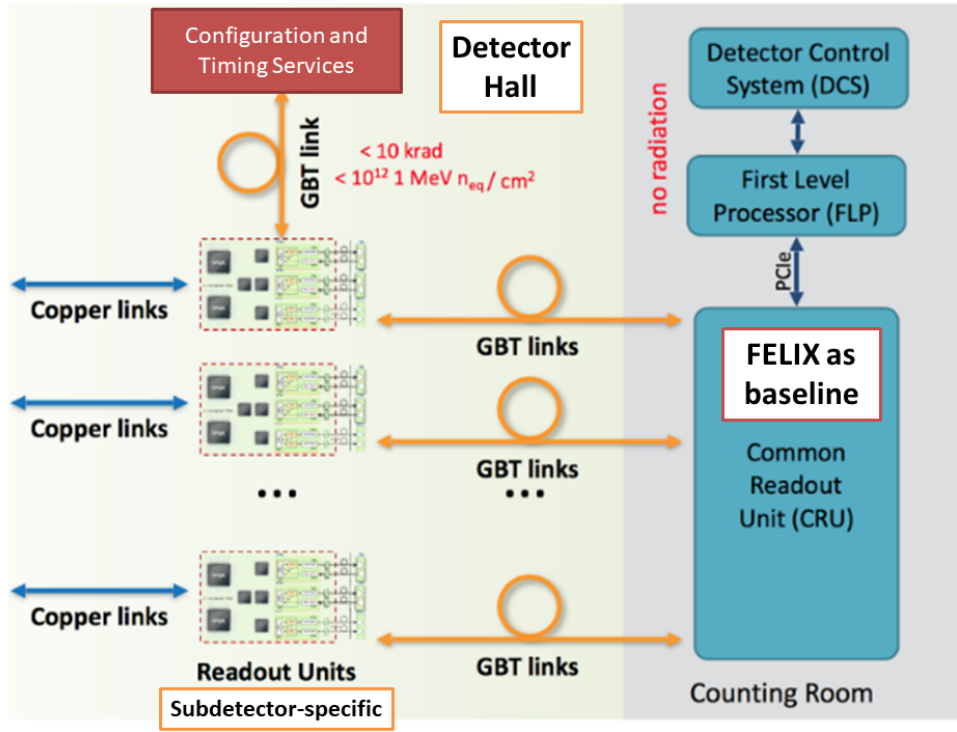 Configuration and
Timing Services
Detector
Hall
Detector Control
System (DCS)
GBT link
< 10 krad
< 10¹² 1 MeV nₑq / cm²
no radiation
First Level
Processor (FLP)
PCIe
Copper links
GBT links
FELIX as
baseline
Copper links
GBT links
Common
Readout
Unit (CRU)
...
...
Copper links
GBT links
Readout Units
Subdetector-specific
Counting Room